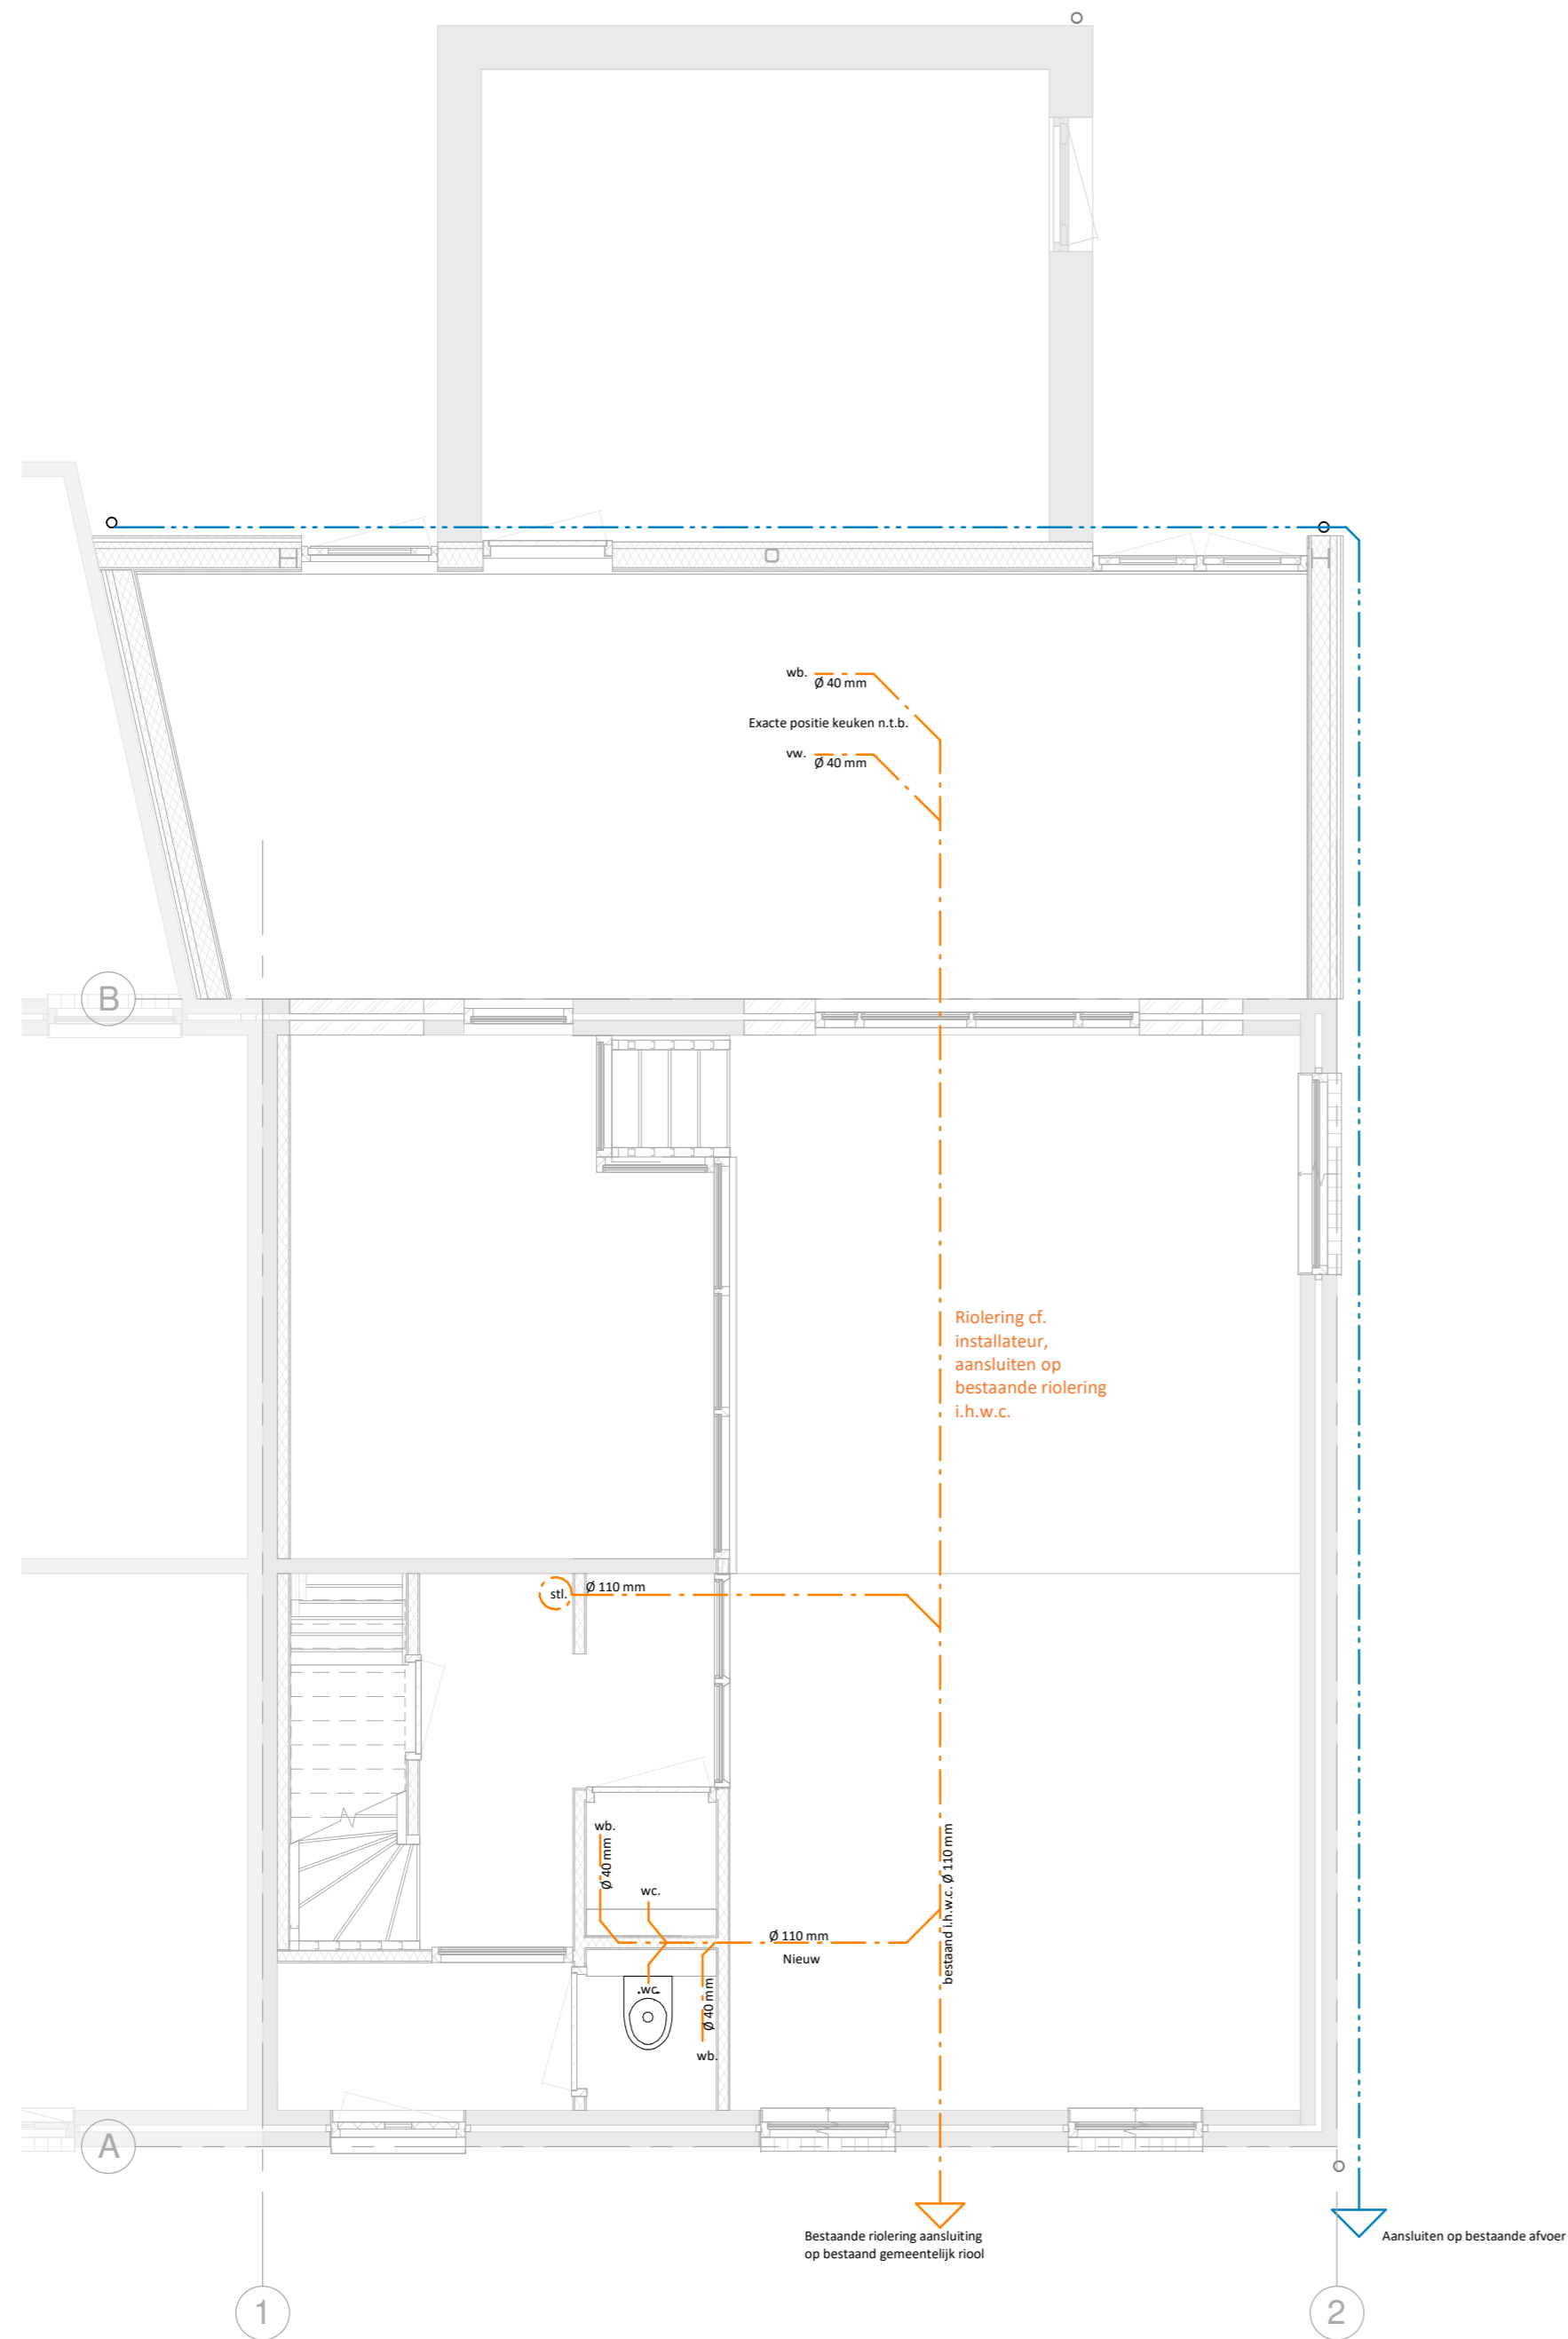 wb.
Ø 40 mm
Exacte positie keuken n.t.b.
vw.
Ø 40 mm
B
Riolering cf.
installateur,
aansluiten op
bestaande riolering
i.h.w.c.
stl.
Ø 110 mm
wb.
Ø 40 mm
wc.
bestaand i.h.w.c. Ø 110 mm
Ø 110 mm
Nieuw
wc.
Ø 40 mm
wb.
A
Bestaande riolering aansluiting
op bestaand gemeentelijk riool
Aansluiten op bestaande afvoer
1
2